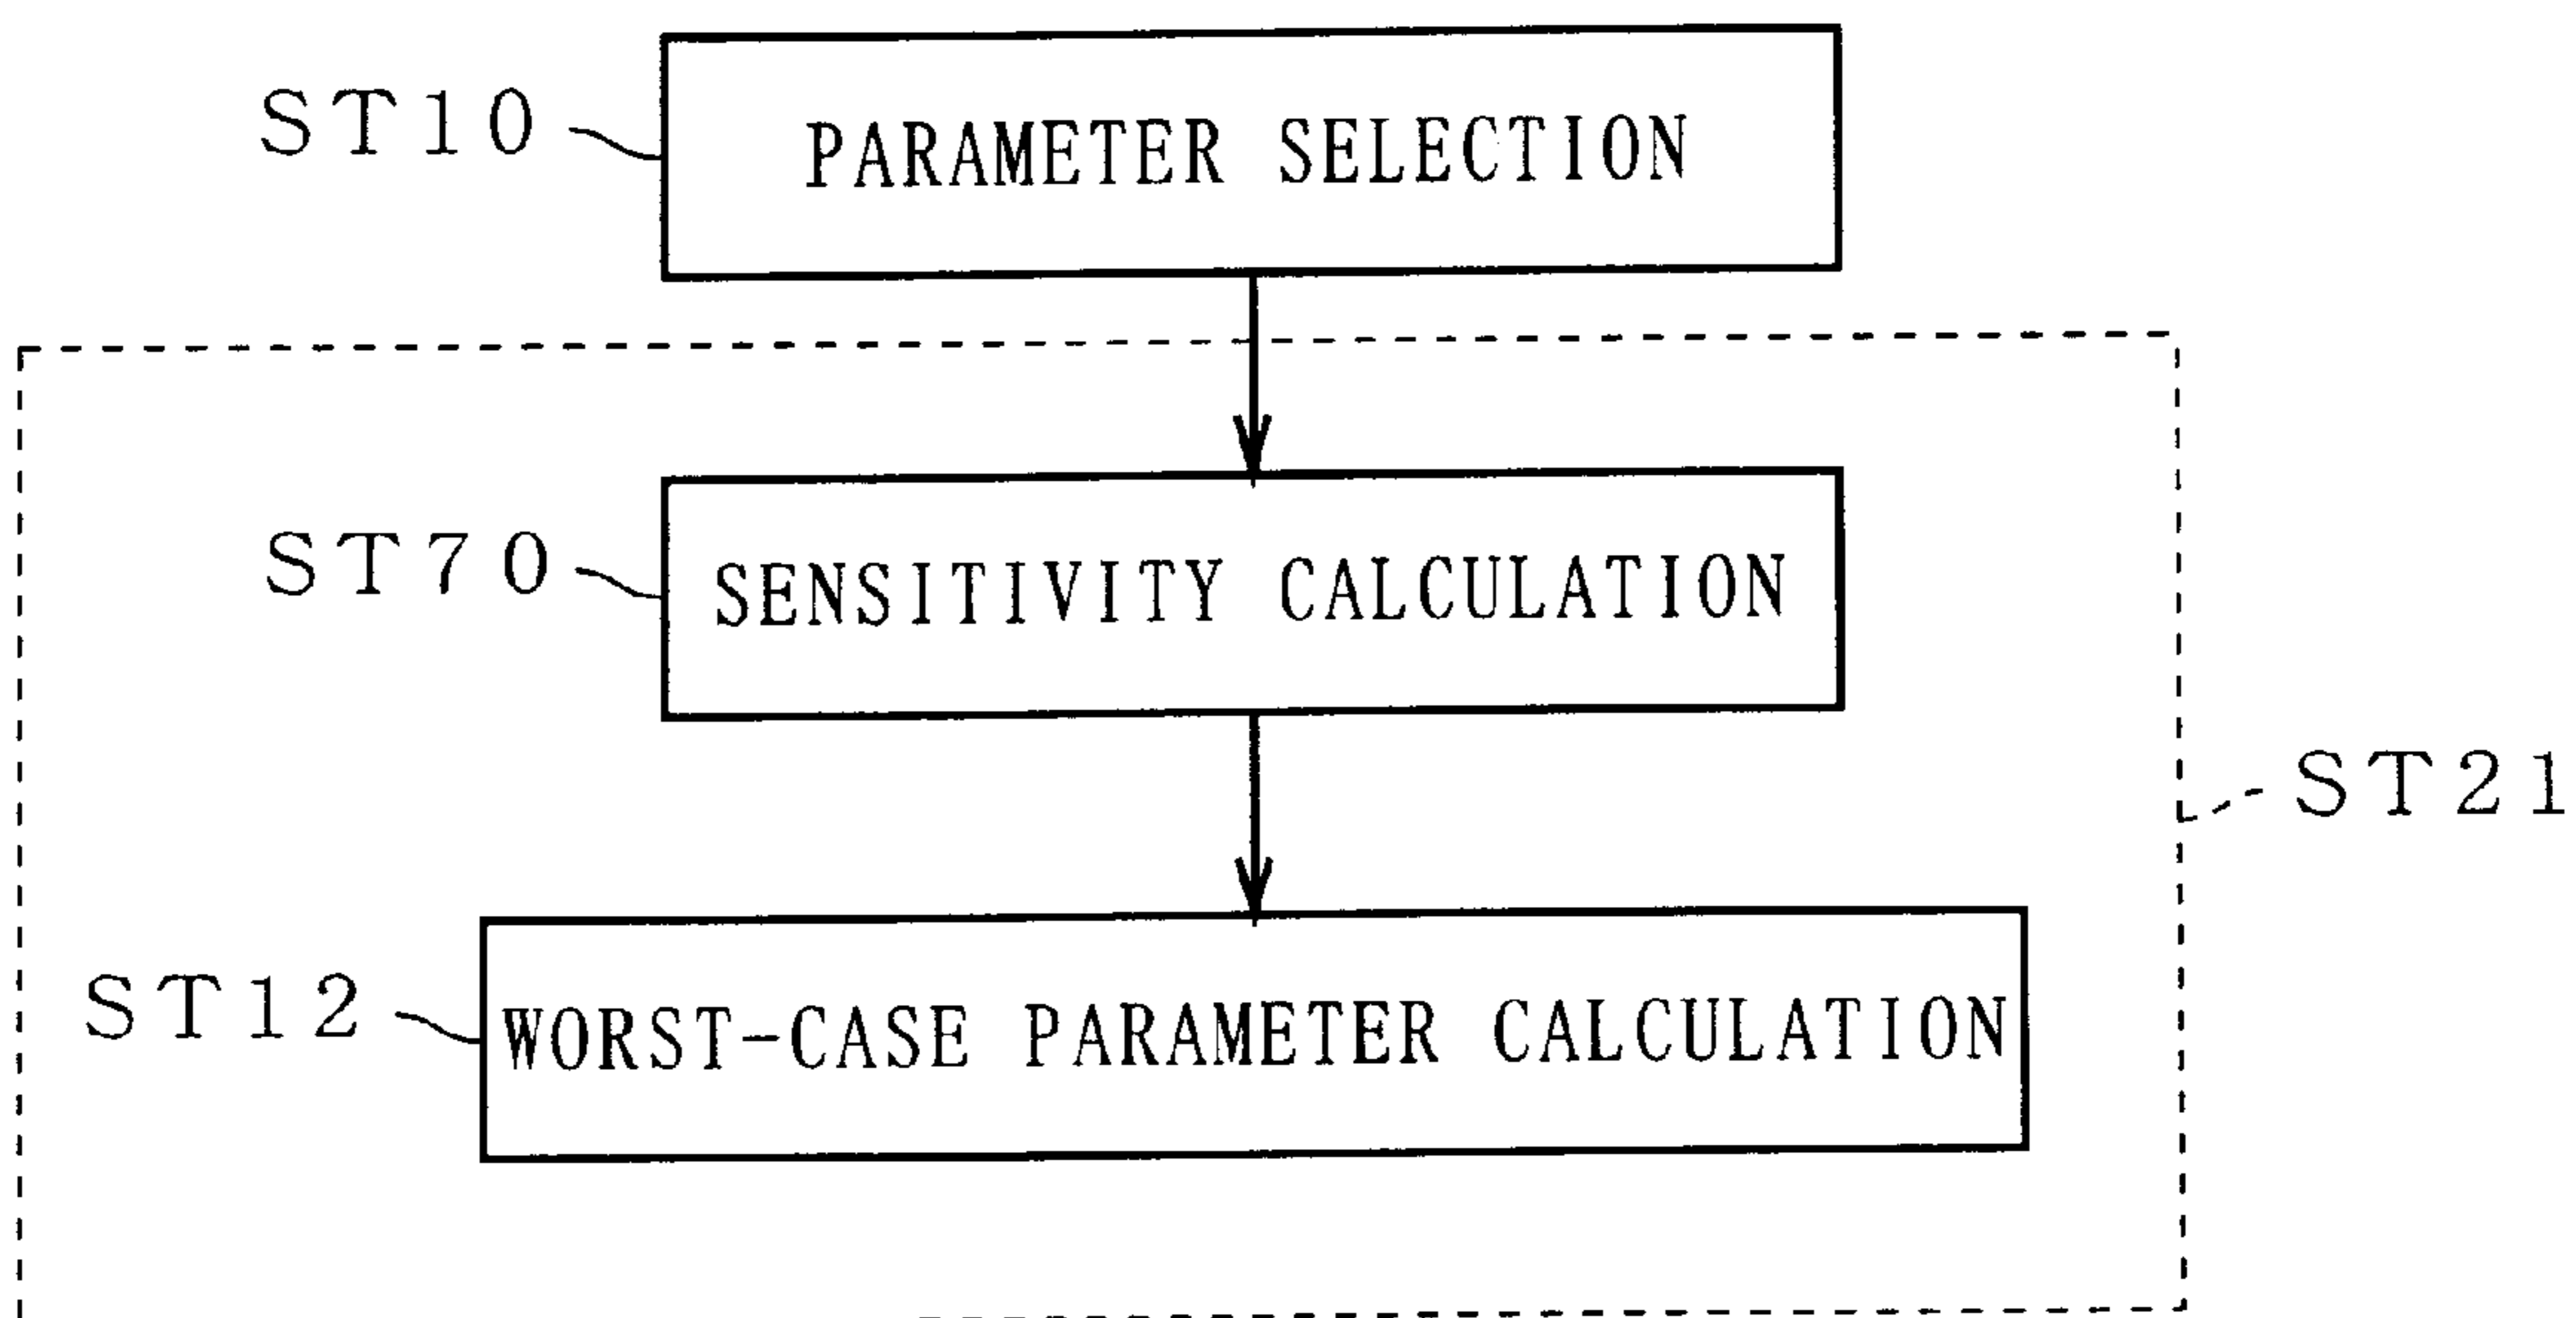 ST10
PARAMETER SELECTION
ST70
SENSITIVITY CALCULATION
ST21
ST12
WORST-CASE PARAMETER CALCULATION